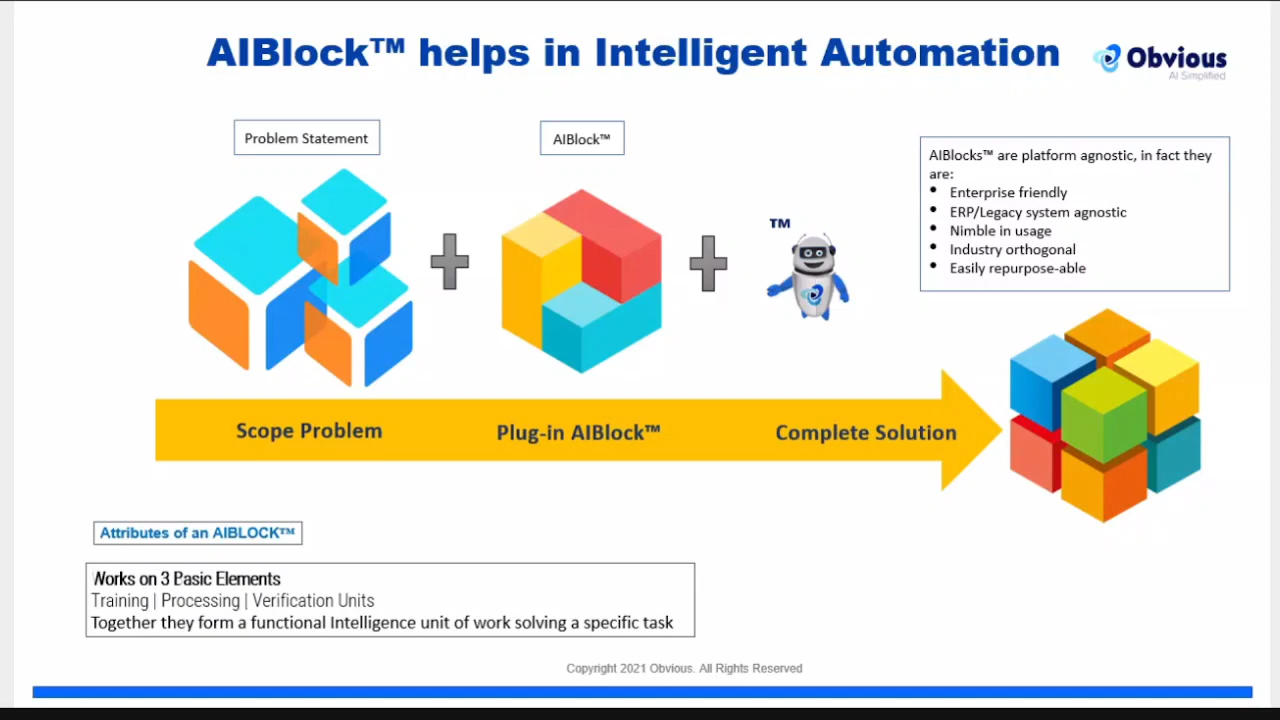 AIBlock™ helps in Intelligent Automation
Obvious
AI Simplified
Problem Statement
AIBlock™
TM
AIBlocks™ are platform agnostic, in fact they
are:
• Enterprise friendly
• ERP/Legacy system agnostic
• Nimble in usage
• Industry orthogonal
• Easily repurpose-able
Scope Problem
Plug-in AIBlock™
Complete Solution
Attributes of an AIBLOCK™
Works on 3 Pasic Elements
Training | Processing | Verification Units
Together they form a functional Intelligence unit of work solving a specific task
Copyright 2021 Obvious. All Rights Reserved